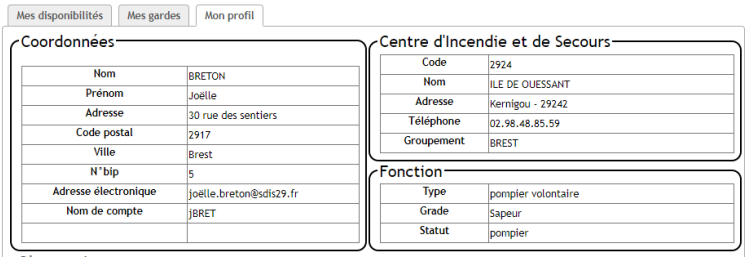 Mes disponibilités Mes gardes Mon profil
Coordonnées
Nom BRETON
Prénom Joëlle
Adresse 30 rue des sentiers
Code postal 2917
Ville Brest
N°bip 5
Adresse électronique joëlle.breton@sdis29.fr
Nom de compte jBRET
Centre d'Incendie et de Secours
Code 2924
Nom ILE DE OUESSANT
Adresse Kernigou - 29242
Téléphone 02.98.48.85.59
Groupement BREST
Fonction
Type pompier volontaire
Grade Sapeur
Statut pompier